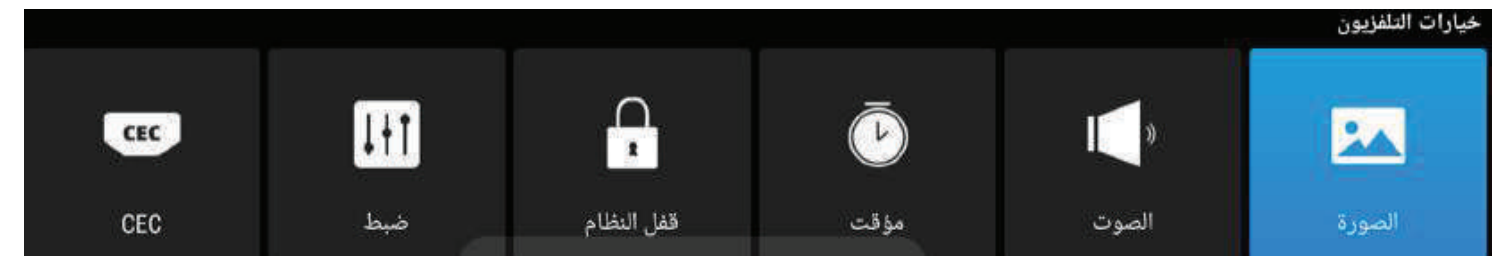 خيارات التلفزيون
الصورة
الصوت
مؤقت
قفل النظام
ضبط
CEC
CEC